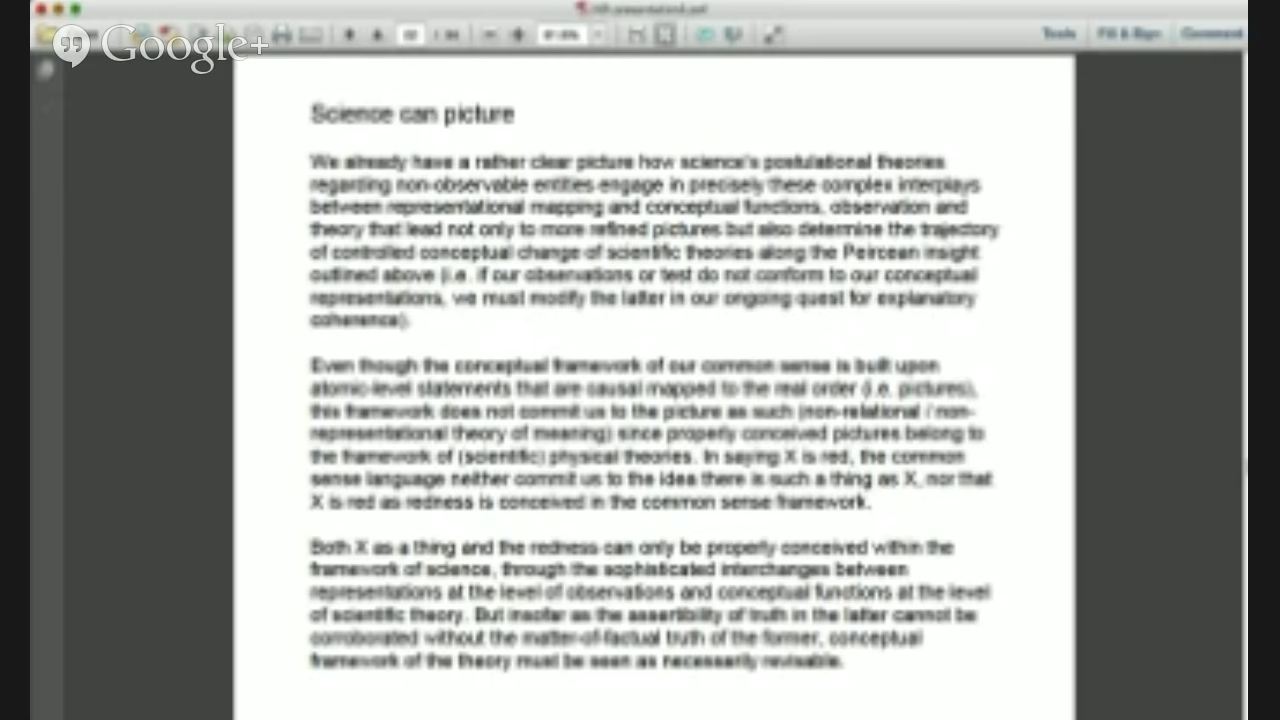 Google+
Tools Fill & Sign Comment
Science can picture
We already have a rather clear picture how science's postulational theories
regarding non-observable entities engage in precisely these complex interplays
between representational mapping and conceptual functions, observation and
theory that lead not only to more refined pictures but also determine the trajectory
of controlled conceptual change of scientific theories along the Peircean insight
outlined above (i.e. if our observations or test do not conform to our conceptual
representations, we must modify the latter in our ongoing quest for explanatory
coherence).
Even though the conceptual framework of our common sense is built upon
atomic-level statements that are causal mapped to the real order (i.e. pictures),
this framework does not commit us to the picture as such (non-relational / non-
representational theory of meaning) since properly conceived pictures belong to
the framework of (scientific) physical theories. In saying X is red, the common
sense language neither commit us to the idea there is such a thing as X, nor that
X is red as redness is conceived in the common sense framework.
Both X as a thing and the redness can only be properly conceived within the
framework of science, through the sophisticated interchanges between
representations at the level of observations and conceptual functions at the level
of scientific theory. But insofar as the assertibility of truth in the latter cannot be
corroborated without the matter-of-factual truth of the former, conceptual
framework of the theory must be seen as necessarily revisable.